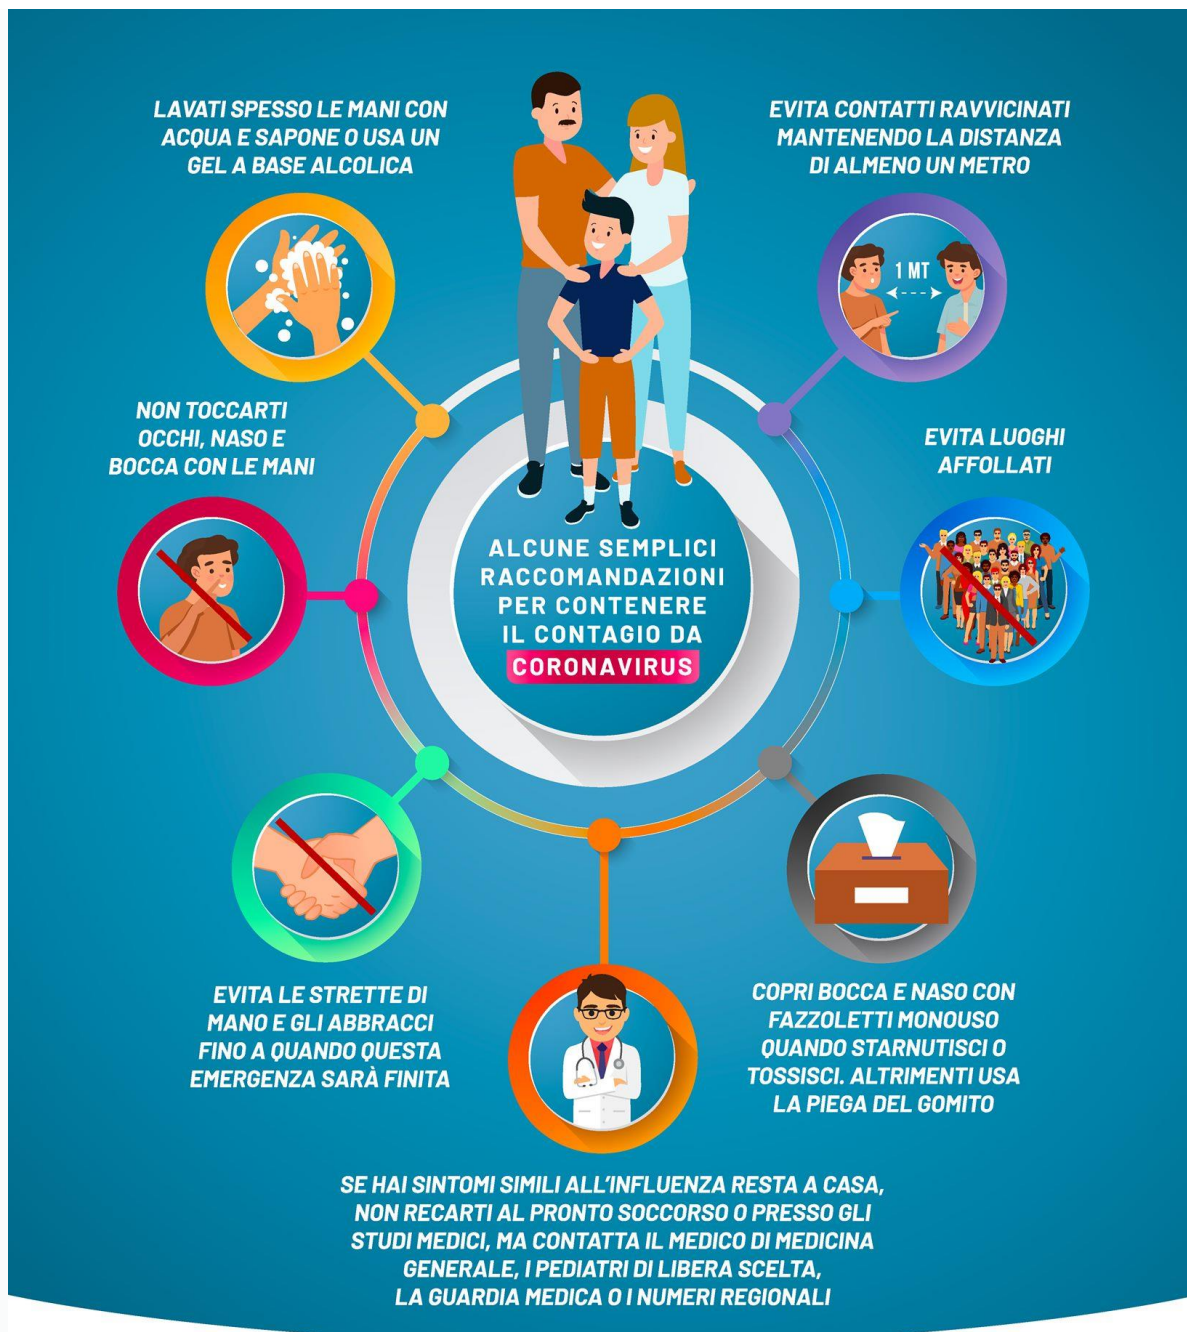 LAVATI SPESSO LE MANI CON
ACQUA E SAPONE O USA UN
GEL A BASE ALCOLICA
EVITA CONTATTI RAVVICINATI
MANTENENDO LA DISTANZA
DI ALMENO UN METRO
1 MT
NON TOCCARTI
OCCHI, NASO E
BOCCA CON LE MANI
EVITA LUOGHI
AFFOLLATI
ALCUNE SEMPLICI
RACCOMANDAZIONI
PER CONTENERE
IL CONTAGIO DA
CORONAVIRUS
EVITA LE STRETTE DI
MANO E GLI ABBRACCI
FINO A QUANDO QUESTA
EMERGENZA SARÀ FINITA
COPRI BOCCA E NASO CON
FAZZOLETTI MONOUSO
QUANDO STARNUTISCI O
TOSSISCI. ALTRIMENTI USA
LA PIEGA DEL GOMITO
SE HAI SINTOMI SIMILI ALL'INFLUENZA RESTA A CASA,
NON RECARTI AL PRONTO SOCCORSO O PRESSO GLI
STUDI MEDICI, MA CONTATTA IL MEDICO DI MEDICINA
GENERALE, I PEDIATRI DI LIBERA SCELTA,
LA GUARDIA MEDICA O I NUMERI REGIONALI